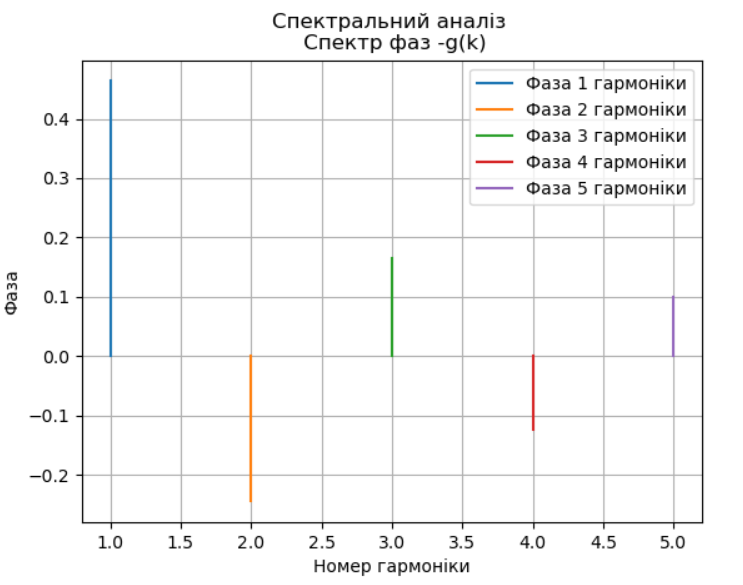 Спектральний аналіз
Спектр фаз -g(k)
Фаза 1 гармоніки
Фаза 2 гармоніки
Фаза 3 гармоніки
Фаза 4 гармоніки
Фаза 5 гармоніки
0.4
0.3
0.2
0.1
0.0
−0.1
−0.2
Фаза
1.0 1.5 2.0 2.5 3.0 3.5 4.0 4.5 5.0
Номер гармоніки